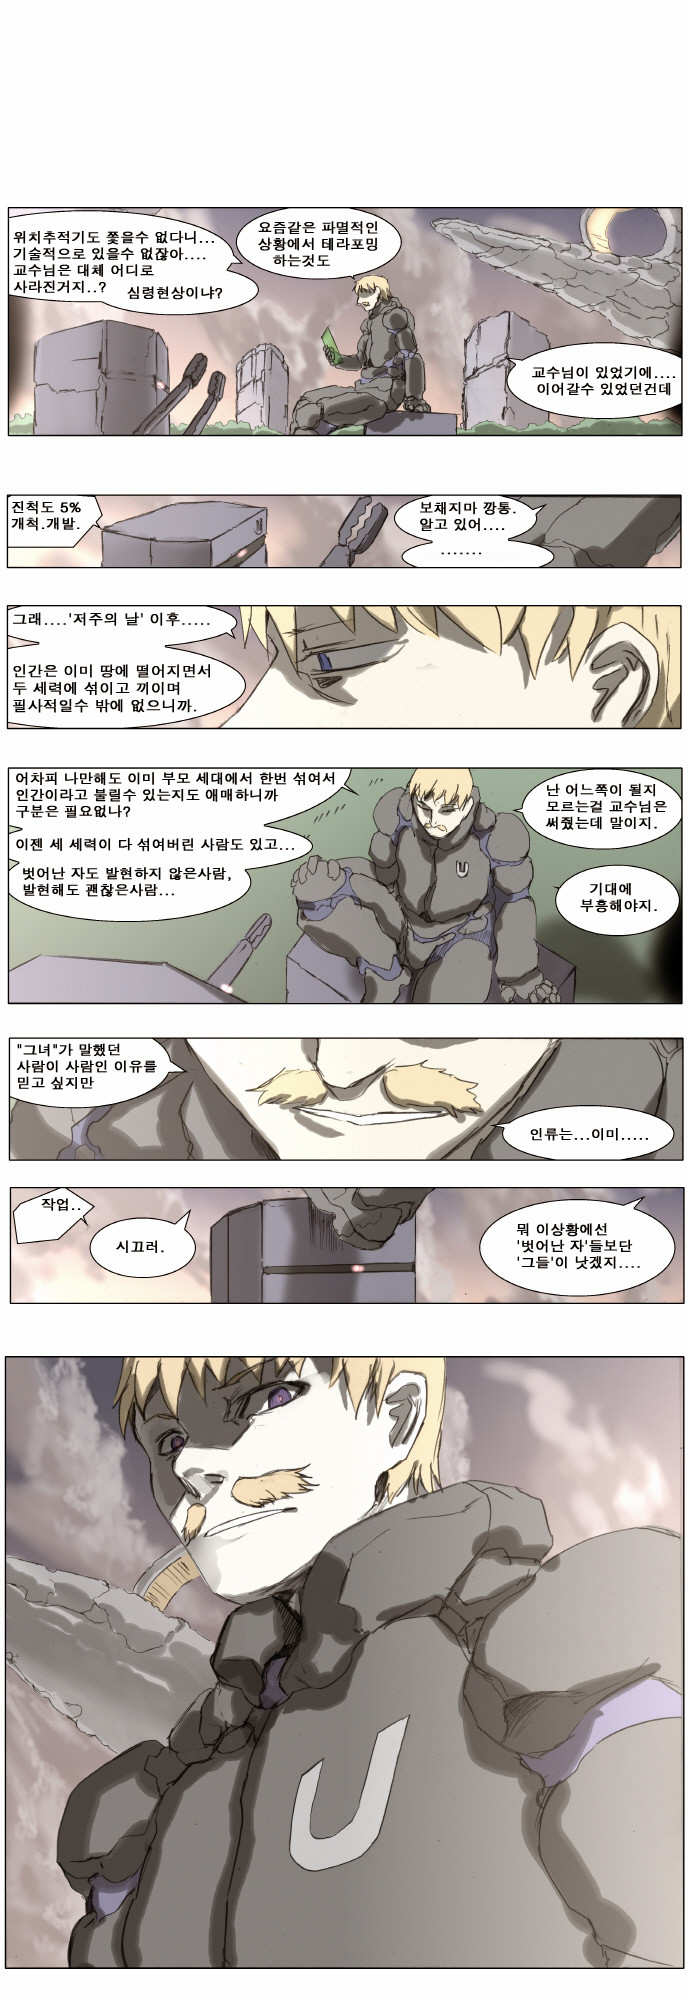 위치추적기도 쫓을수 없다니...
기술적으로 있을수 없잖아....
교수님은 대체 어디로
사라진거지..?
심령현상이냐?
요즘같은 파멸적인
상황에서 테라포밍
하는것도
교수님이 있었기에....
이어갈수 있었던건데
진척도 5%
개척.개발.
보채지마 깡통.
알고 있어....
.......
그래....'저주의 날' 이후.....
인간은 이미 땅에 떨어지면서
두 세력에 섞이고 끼이며
필사적일수 밖에 없으니까.
어차피 나만해도 이미 부모 세대에서 한번 섞여서
인간이라고 불릴수 있는지도 애매하니까
구분은 필요없나?
이젠 세 세력이 다 섞여버린 사람도 있고...
벗어난 자도 발현하지 않은사람,
발현해도 괜찮은사람...
난 어느쪽이 될지
모르는걸 교수님은
써줬는데 말이지.
기대에
부흥해야지.
U
"그녀"가 말했던
사람이 사람인 이유를
믿고 싶지만
인류는...이미.....
작업..
시끄러.
뭐 이상황에선
'벗어난 자'들보단
'그들'이 낫겠지....
U